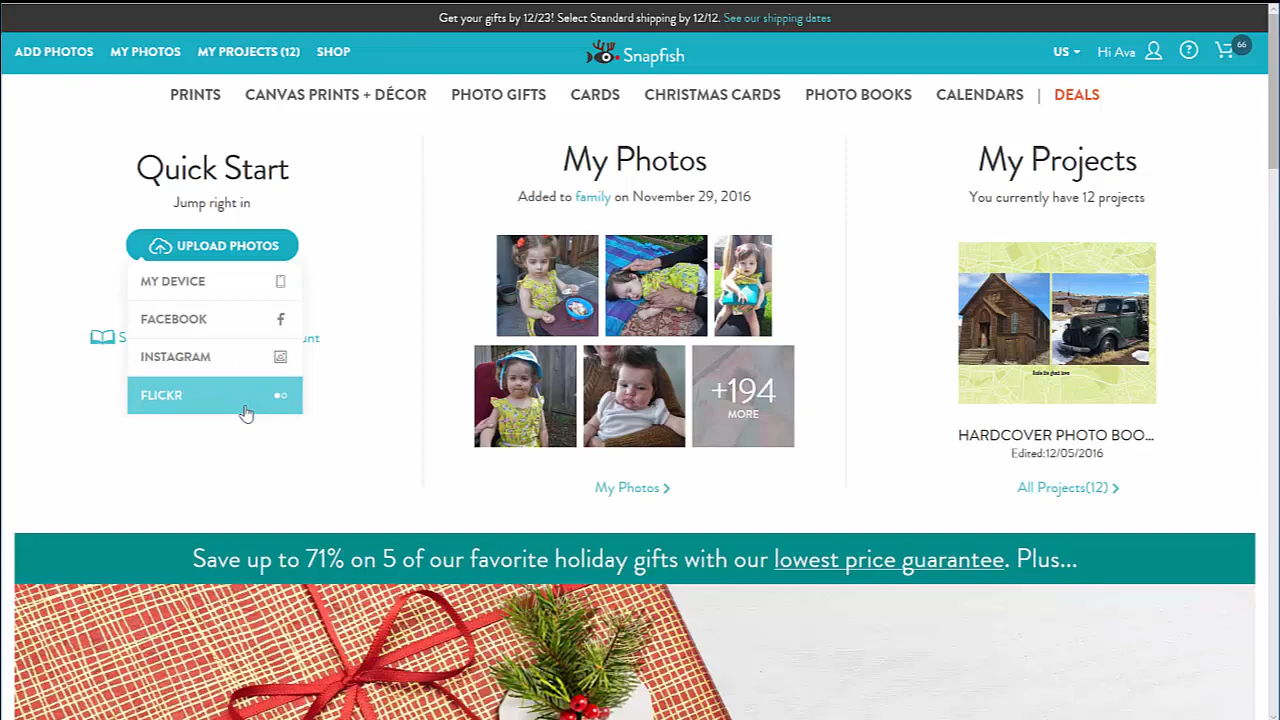 Get your gifts by 12/23! Select Standard shipping by 12/12. See our shipping dates
ADD PHOTOS MY PHOTOS MY PROJECTS (12) SHOP
Snapfish
US Hi Ava ? 66
PRINTS CANVAS PRINTS + DÉCOR PHOTO GIFTS CARDS CHRISTMAS CARDS PHOTO BOOKS CALENDARS | DEALS
Quick Start
Jump right in
UPLOAD PHOTOS
MY DEVICE
FACEBOOK
INSTAGRAM
FLICKR
My Photos
Added to family on November 29, 2016
+194
MORE
My Photos >
My Projects
You currently have 12 projects
HARDCOVER PHOTO BOO...
Edited:12/05/2016
All Projects(12) >
Save up to 71% on 5 of our favorite holiday gifts with our lowest price guarantee. Plus...